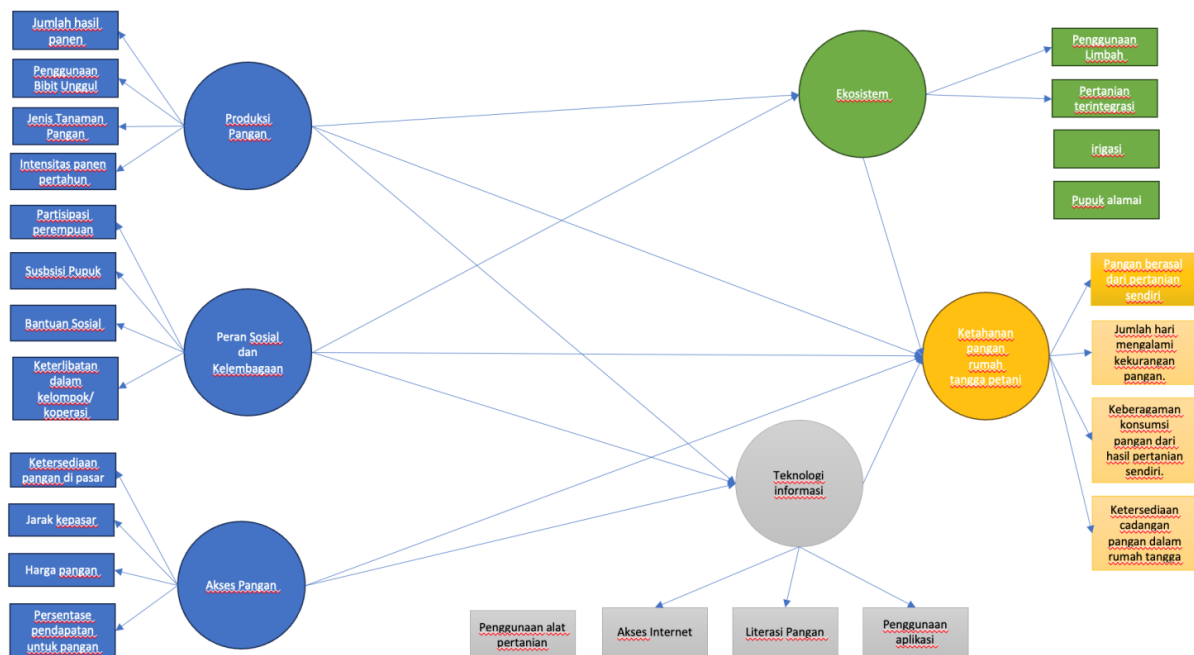 Jumlah hasil
panen
Penggunaan
Bibit Unggul
Jenis Tanaman
Pangan
Intensitas panen
pertahun
Produksi
Pangan
Partisipasi
perempuan
Susbsisi Pupuk
Bantuan Sosial
Keterlibatan
dalam
kelompok/
koperasi
Peran Sosial
dan
Kelembagaan
Ketersediaan
pangan di pasar
Jarak kepasar
Harga pangan
Persentase
pendapatan
untuk pangan
Akses Pangan
Ekosistem
Penggunaan
Limbah
Pertanian
terintegrasi
irigasi
Pupuk alamai
Ketahanan
pangan
rumah
tangga petani
Pangan berasal
dari pertanian
sendiri
Jumlah hari
mengalami
kekurangan
pangan.
Keberagaman
konsumsi
pangan dari
hasil pertanian
sendiri.
Ketersediaan
cadangan
pangan dalam
rumah tangga
Teknologi
informasi
Penggunaan alat
pertanian
Akses Internet
Literasi Pangan
Penggunaan
aplikasi